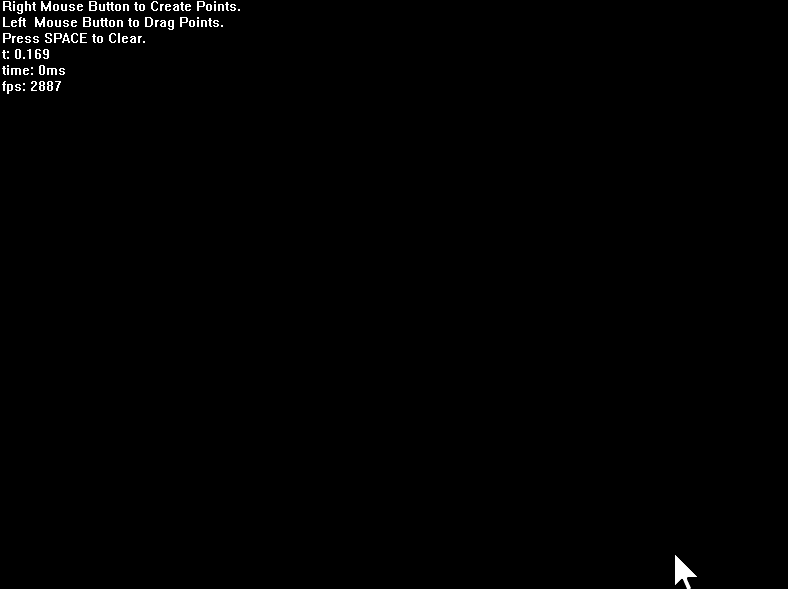 Right Mouse Button to Create Points.
Left  Mouse Button to Drag Points.
Press SPACE to Clear.
t: 0.169
time: 0ms
fps: 2887